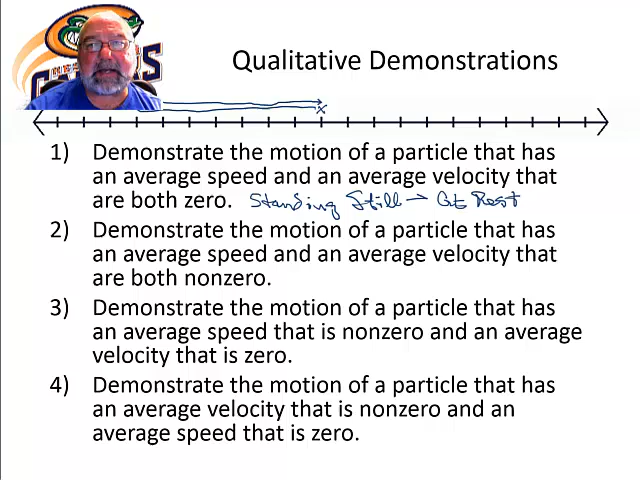 Qualitative Demonstrations
x
1) Demonstrate the motion of a particle that has
an average speed and an average velocity that
are both zero. Standing Still → At Rest
2) Demonstrate the motion of a particle that has
an average speed and an average velocity that
are both nonzero.
3) Demonstrate the motion of a particle that has
an average speed that is nonzero and an average
velocity that is zero.
4) Demonstrate the motion of a particle that has
an average velocity that is nonzero and an
average speed that is zero.